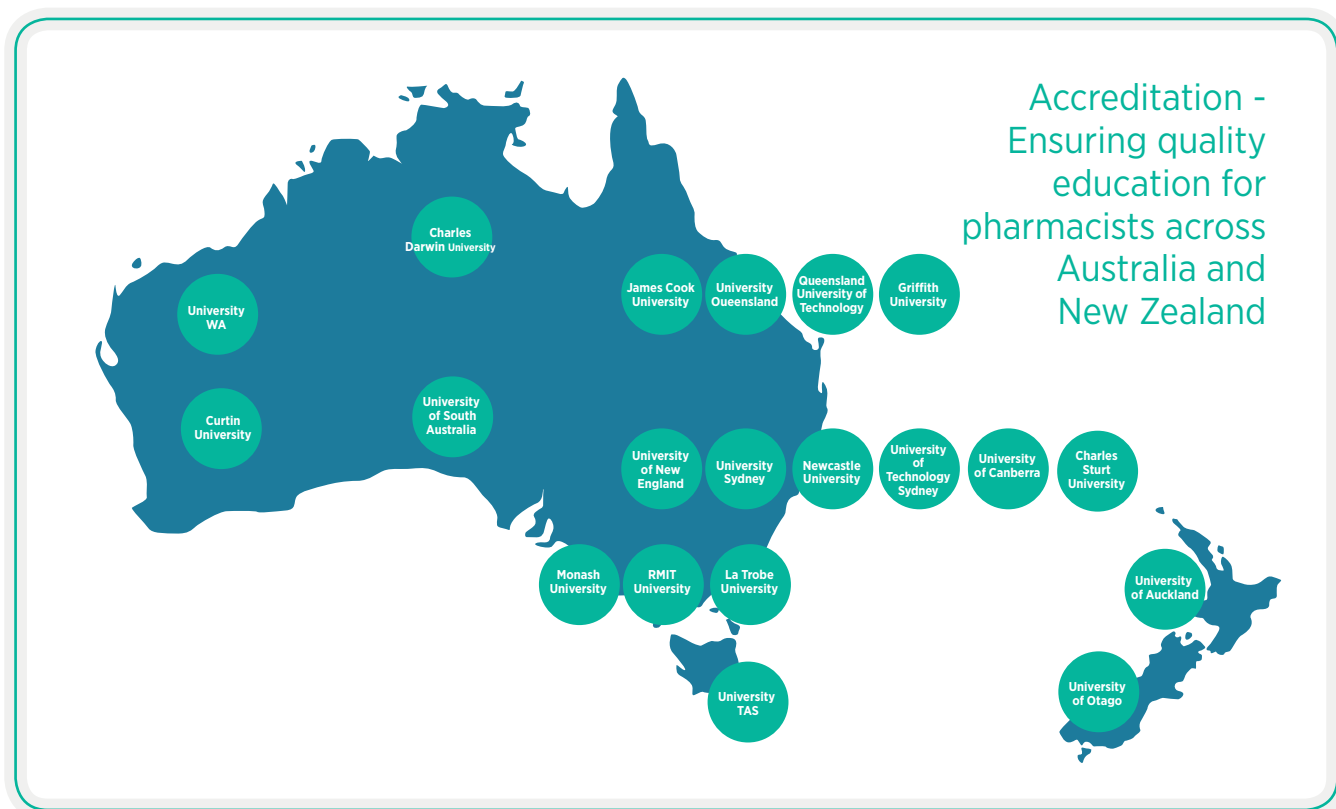 Accreditation -
Ensuring quality
education for
pharmacists across
Australia and
New Zealand
Charles
Darwin University
James Cook
University
University
Oueensland
Queensland
University of
Technology
Griffith
University
University
WA
Curtin
University
University
of South
Australia
University
of New
England
University
Sydney
Newcastle
University
University
of
Technology
Sydney
University
of Canberra
Charles
Sturt
University
Monash
University
RMIT
University
La Trobe
University
University
of Auckland
University
TAS
University
of Otago